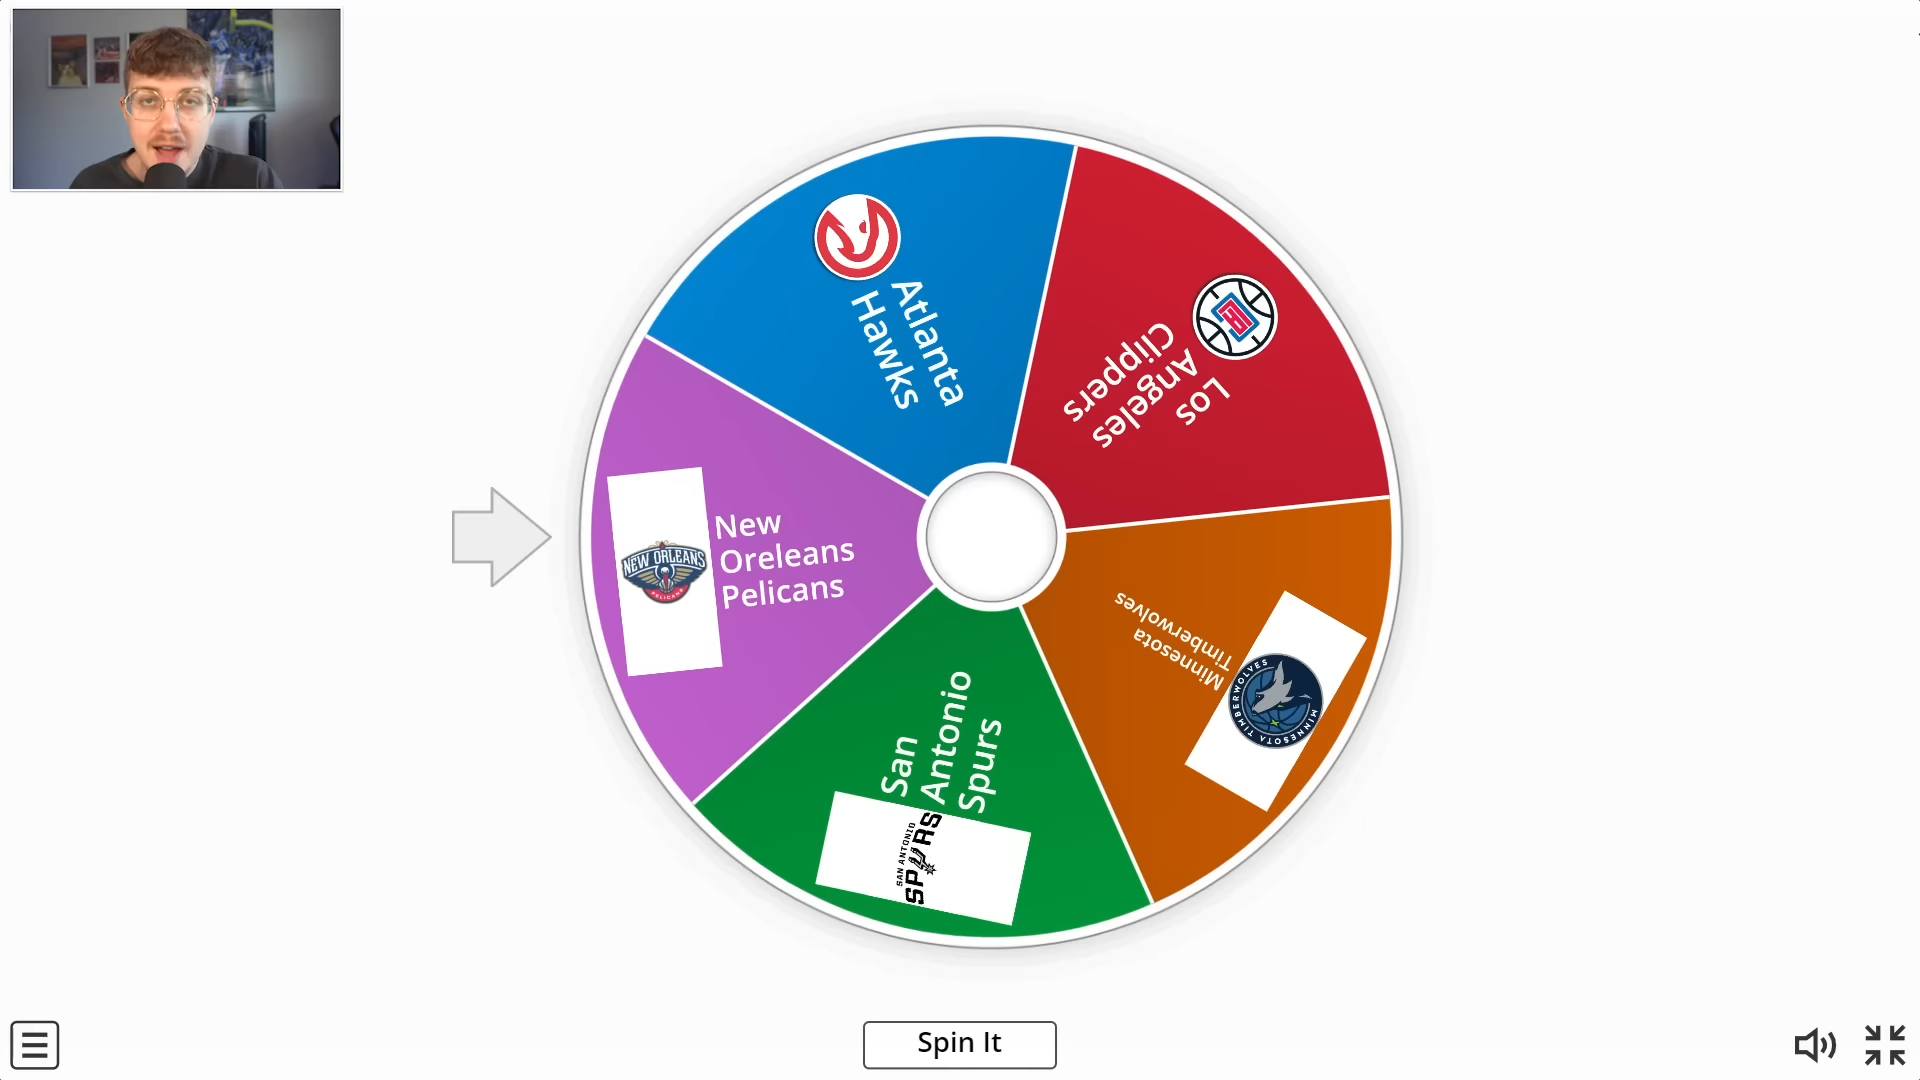 Atlanta
Hawks
Los
Angeles
Clippers
New
Oreleans
Pelicans
NEW ORLEANS
PELICANS
Minnesota
Timberwolves
MINNESOTA TIMBERWOLVES
San
Antonio
Spurs
SAN ANTONIO
SPURS
Spin It